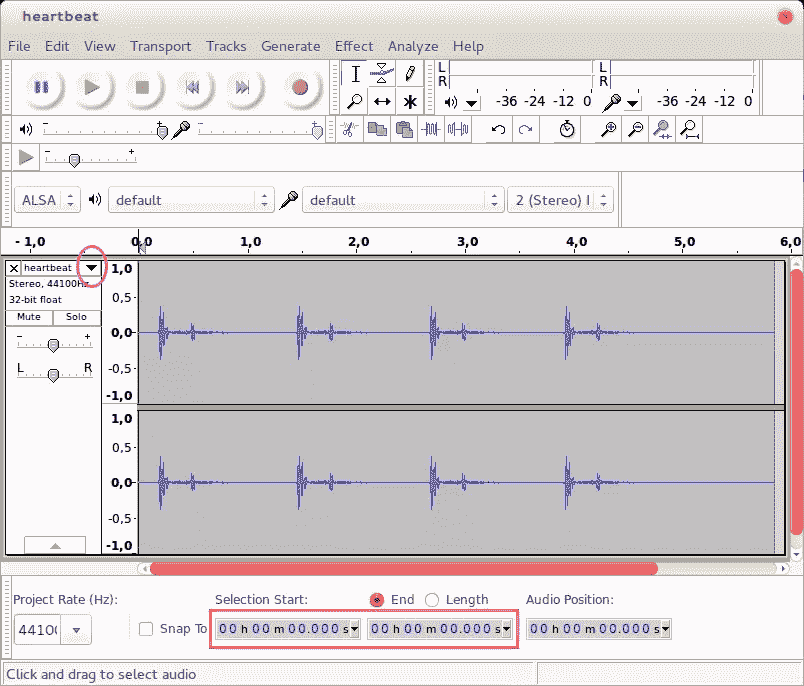 heartbeat
File Edit View Transport Tracks Generate Effect Analyze Help
L
R
-36 -24 -12 0
L
R
-36 -24 -12 0
- + - +
- +
ALSA default default 2 (Stereo) I
- 1,0 0,0 1,0 2,0 3,0 4,0 5,0 6,0
heartbeat
Stereo, 44100Hz
32-bit float
Mute Solo
- +
L R
1,0
0,5
0,0
-0,5
-1,0
1,0
0,5
0,0
-0,5
-1,0
Project Rate (Hz): Selection Start: End Length Audio Position:
44100 Snap To 00 h 00 m 00.000 s 00 h 00 m 00.000 s 00 h 00 m 00.000 s
Click and drag to select audio